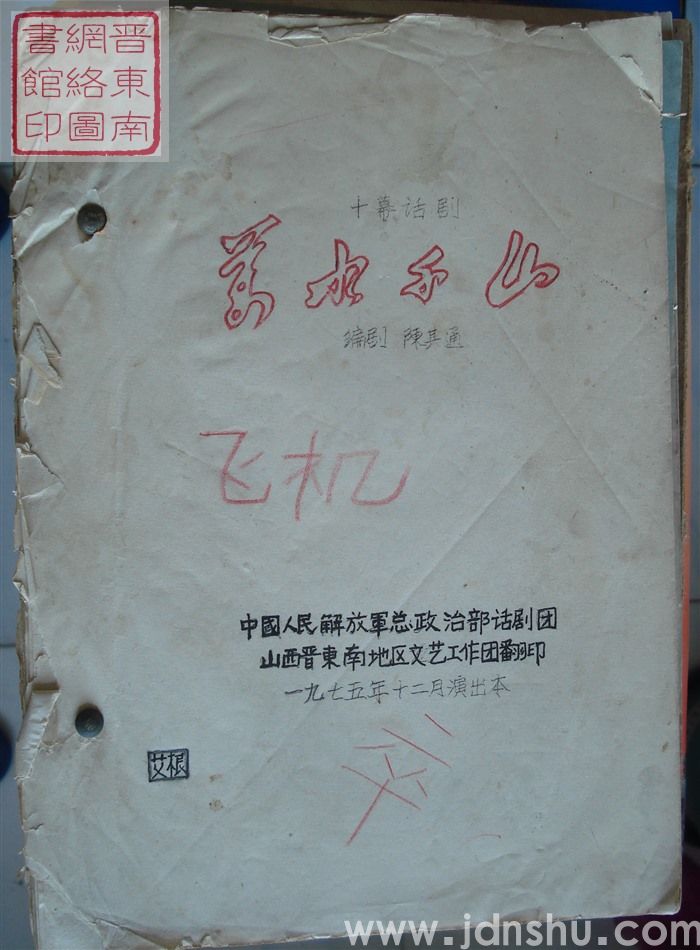 晋東南
網絡圖
書館印
十幕话剧
萬水千山
编剧 陳其通
飞机
中國人民解放軍总政治部话剧团
山西晋東南地区文艺工作团翻印
一九七五年十二月演出本
艾根
www.jdnshu.com